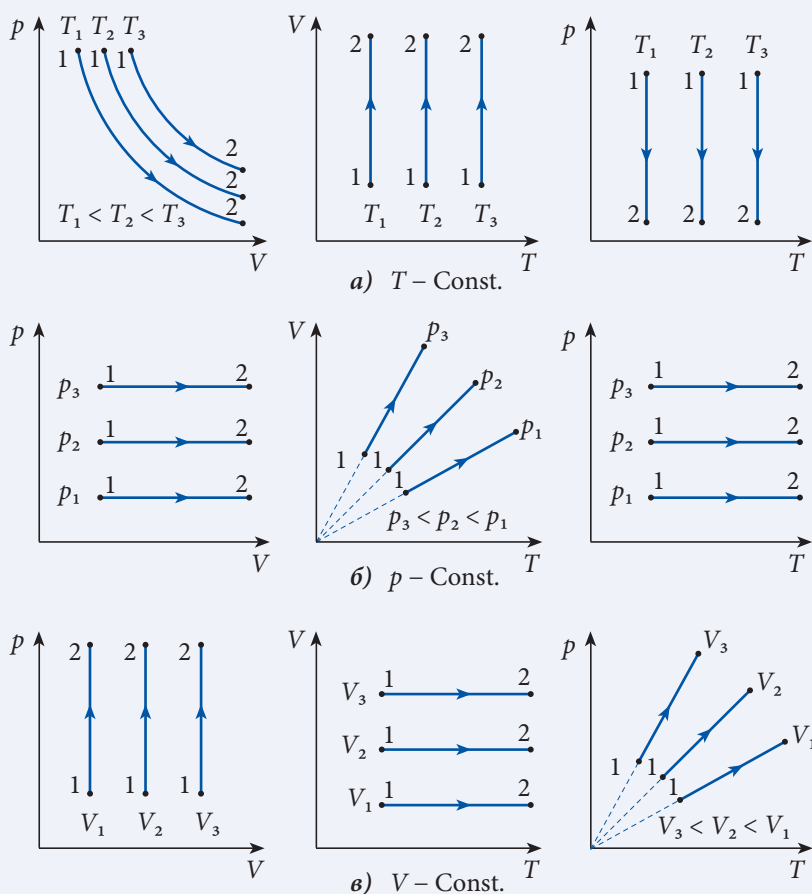 p T₁ T₂ T₃
1 1 1
2
2
2
T₁ < T₂ < T₃
V
V
2 2 2
1 1 1
T₁ T₂ T₃
T
p
T₁ T₂ T₃
1 1 1
2 2 2
T
а) T – Const.
p
p₃ 1 2
p₂ 1 2
p₁ 1 2
V
V
p₃
p₂
p₁
1 1 1
p₃ < p₂ < p₁
T
p
p₃ 1 2
p₂ 1 2
p₁ 1 2
T
б) p – Const.
p
2 2 2
1 1 1
V₁ V₂ V₃
V
V
V₃ 1 2
V₂ 1 2
V₁ 1 2
T
p
V₃
V₂
V₁
1 1 1
V₃ < V₂ < V₁
T
в) V – Const.